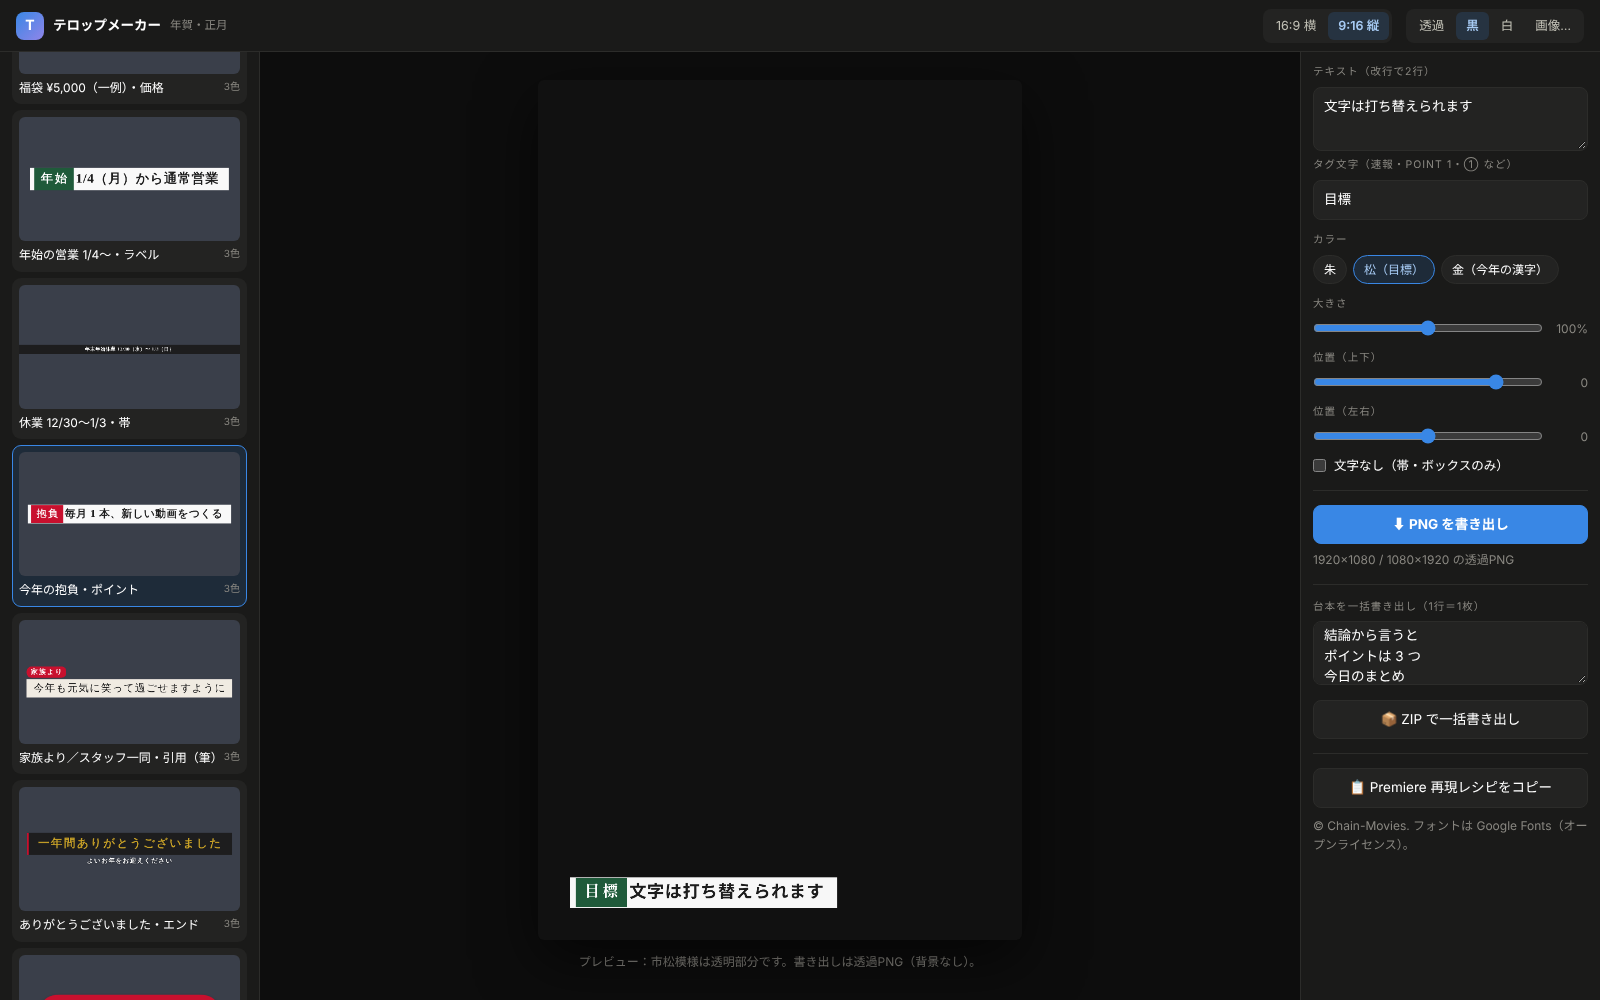 T テロップメーカー 年賀・正月
16:9 横 9:16 縦 透過 黒 白 画像...
福袋 ¥5,000（一例）・価格 3色
年始 1/4（月）から通常営業
年始の営業 1/4〜・ラベル 3色
年末年始休業 12/30（水）〜1/3（日）
休業 12/30〜1/3・帯 3色
抱負 毎月 1 本、新しい動画をつくる
今年の抱負・ポイント 3色
家族より
今年も元気に笑って過ごせますように
家族より／スタッフ一同・引用（筆） 3色
一年間ありがとうございました
よいお年をお迎えください
ありがとうございました・エンド 3色
目標 文字は打ち替えられます
プレビュー：市松模様は透明部分です。書き出しは透過PNG（背景なし）。
テキスト（改行で2行）
文字は打ち替えられます
タグ文字（速報・POINT 1・① など）
目標
カラー
朱 松（目標） 金（今年の漢字）
大きさ
100%
位置（上下）
0
位置（左右）
0
文字なし（帯・ボックスのみ）
⬇ PNG を書き出し
1920×1080 / 1080×1920 の透過PNG
台本を一括書き出し（1行＝1枚）
結論から言うと
ポイントは 3 つ
今日のまとめ
📦 ZIP で一括書き出し
📋 Premiere 再現レシピをコピー
© Chain-Movies. フォントは Google Fonts（オー
プンライセンス）。